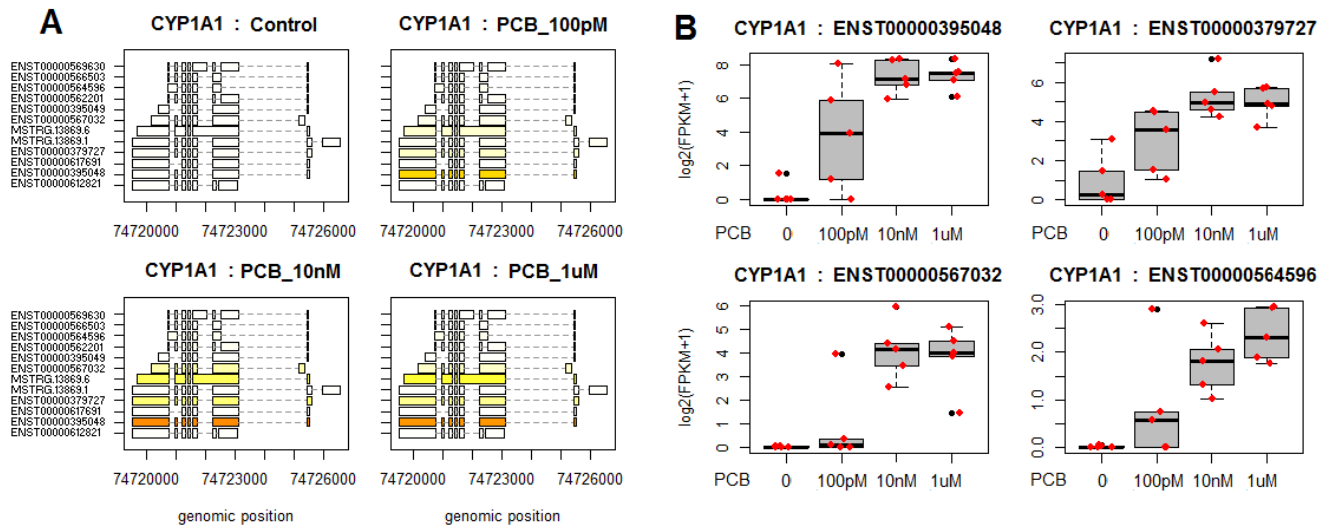 A
CYP1A1 : Control
CYP1A1 : PCB_100pM
ENST00000569630
ENST00000566503
ENST00000564596
ENST00000562201
ENST00000395049
ENST00000567032
MSTRG.13869.6
MSTRG.13869.1
ENST00000379727
ENST00000617691
ENST00000395048
ENST00000612821
74720000 74723000 74726000
74720000 74723000 74726000
CYP1A1 : PCB_10nM
CYP1A1 : PCB_1uM
ENST00000569630
ENST00000566503
ENST00000564596
ENST00000562201
ENST00000395049
ENST00000567032
MSTRG.13869.6
MSTRG.13869.1
ENST00000379727
ENST00000617691
ENST00000395048
ENST00000612821
74720000 74723000 74726000
74720000 74723000 74726000
genomic position
genomic position
B
CYP1A1 : ENST00000395048
log2(FPKM+1)
8
6
4
2
0
PCB 0 100pM 10nM 1uM
CYP1A1 : ENST00000379727
6
4
2
0
PCB 0 100pM 10nM 1uM
CYP1A1 : ENST00000567032
log2(FPKM+1)
6
5
4
3
2
1
0
PCB 0 100pM 10nM 1uM
CYP1A1 : ENST00000564596
3.0
2.0
1.0
0.0
PCB 0 100pM 10nM 1uM